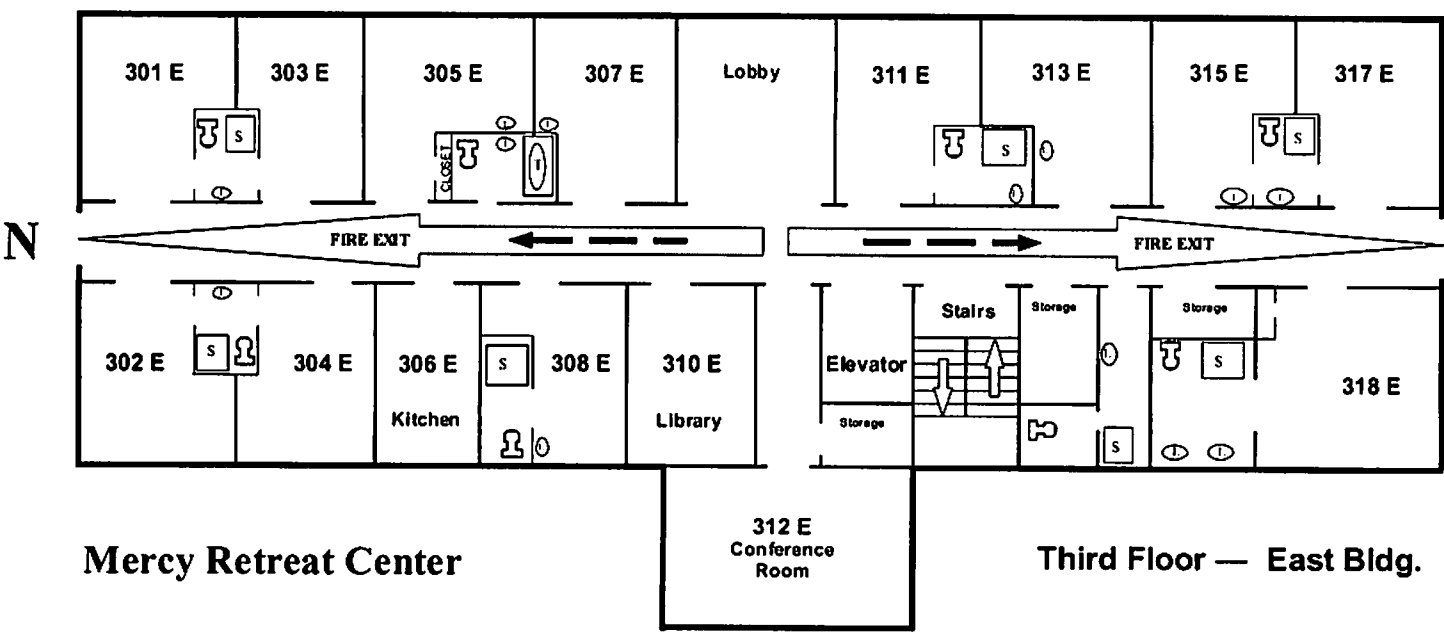 301 E
303 E
305 E
307 E
Lobby
311 E
313 E
315 E
317 E
S
CLOSET
T
S
S
N
FIRE EXIT
FIRE EXIT
302 E
S
304 E
306 E
Kitchen
S
308 E
310 E
Library
Elevator
Storage
Stairs
Storage
S
Storage
S
318 E
312 E
Conference
Room
Mercy Retreat Center
Third Floor — East Bldg.